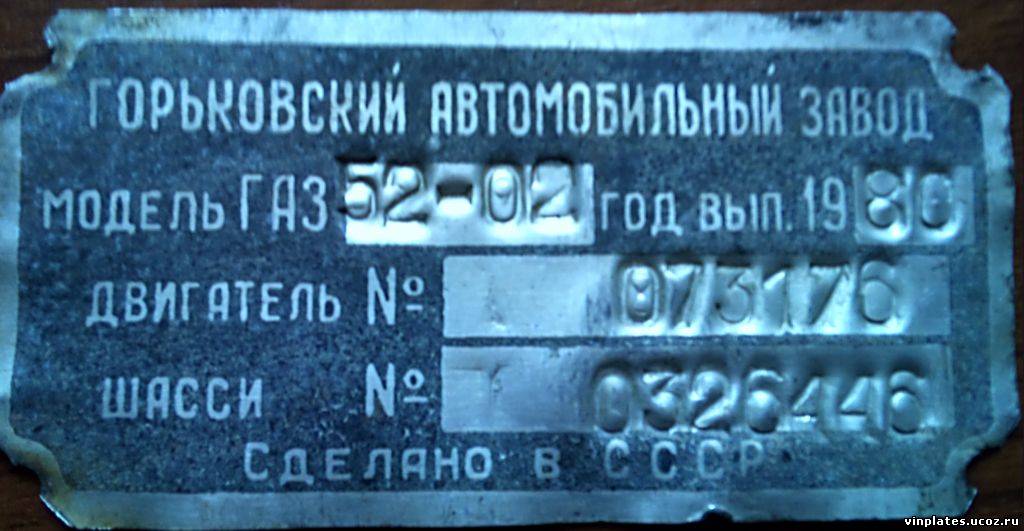 ГОРЬКОВСКИЙ АВТОМОБИЛЬНЫЙ ЗАВОД
МОДЕЛЬ ГАЗ 52-02 ГОД ВЫП. 1980
ДВИГАТЕЛЬ № 073176
ШАССИ № 0326446
СДЕЛАНО В СССР
vinplates.ucoz.ru